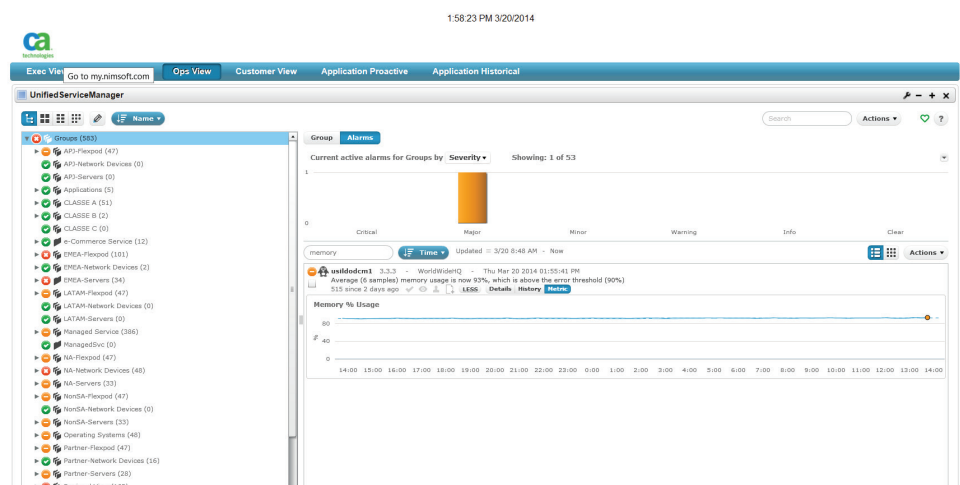 1:58:23 PM 3/20/2014
ca
technologies
Exec View
Go to my.nimsoft.com
Ops View
Customer View
Application Proactive
Application Historical
UnifiedServiceManager
Name
Search
Actions
?
Groups (583)
APJ-Flexpod (47)
APJ-Network Devices (0)
APJ-Servers (0)
Applications (5)
CLASSE A (51)
CLASSE B (2)
CLASSE C (0)
e-Commerce Service (12)
EMEA-Flexpod (101)
EMEA-Network Devices (2)
EMEA-Servers (34)
LATAM-Flexpod (47)
LATAM-Network Devices (0)
LATAM-Servers (0)
Managed Service (386)
ManagedSvc (0)
NA-Flexpod (47)
NA-Network Devices (48)
NA-Servers (33)
NonSA-Flexpod (47)
NonSA-Network Devices (0)
NonSA-Servers (33)
Operating Systems (48)
Partner-Flexpod (47)
Partner-Network Devices (16)
Partner-Servers (28)
Group Alarms
Current active alarms for Groups by Severity Showing: 1 of 53
1
0
Critical Major Minor Warning Info Clear
memory Time Updated = 3/20 8:48 AM - Now Actions
usildodcm1 3.3.3 - WorldWiderHQ - Thu Mar 20 2014 01:55:41 PM
Average (6 samples) memory usage is now 93%, which is above the error threshold (90%)
515 since 2 days ago LESS Details History Metric
Memory % Usage
80
%
40
0
14:00 15:00 16:00 17:00 18:00 19:00 20:00 21:00 22:00 23:00 0:00 1:00 2:00 3:00 4:00 5:00 6:00 7:00 8:00 9:00 10:00 11:00 12:00 13:00 14:00